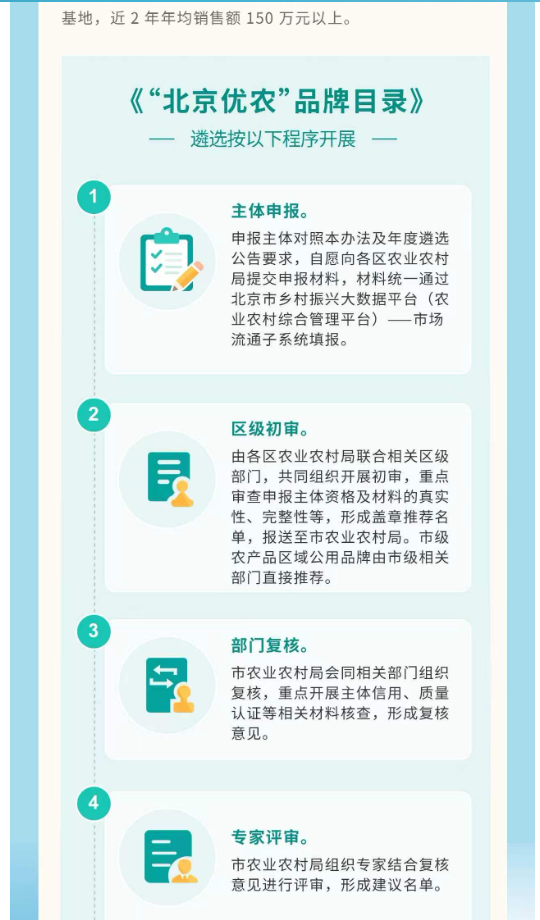 基地，近 2 年年均销售额 150 万元以上。
《“北京优农”品牌目录》
遴选按以下程序开展
1
主体申报。
申报主体对照本办法及年度遴选
公告要求，自愿向各区农业农村
局提交申报材料，材料统一通过
北京市乡村振兴大数据平台（农
业农村综合管理平台）——市场
流通子系统填报。
2
区级初审。
由各区农业农村局联合相关区级
部门，共同组织开展初审，重点
审查申报主体资格及材料的真实
性、完整性等，形成盖章推荐名
单，报送至市农业农村局。市级
农产品区域公用品牌由市级相关
部门直接推荐。
3
部门复核。
市农业农村局会同相关部门组织
复核，重点开展主体信用、质量
认证等相关材料核查，形成复核
意见。
4
专家评审。
市农业农村局组织专家结合复核
意见进行评审，形成建议名单。